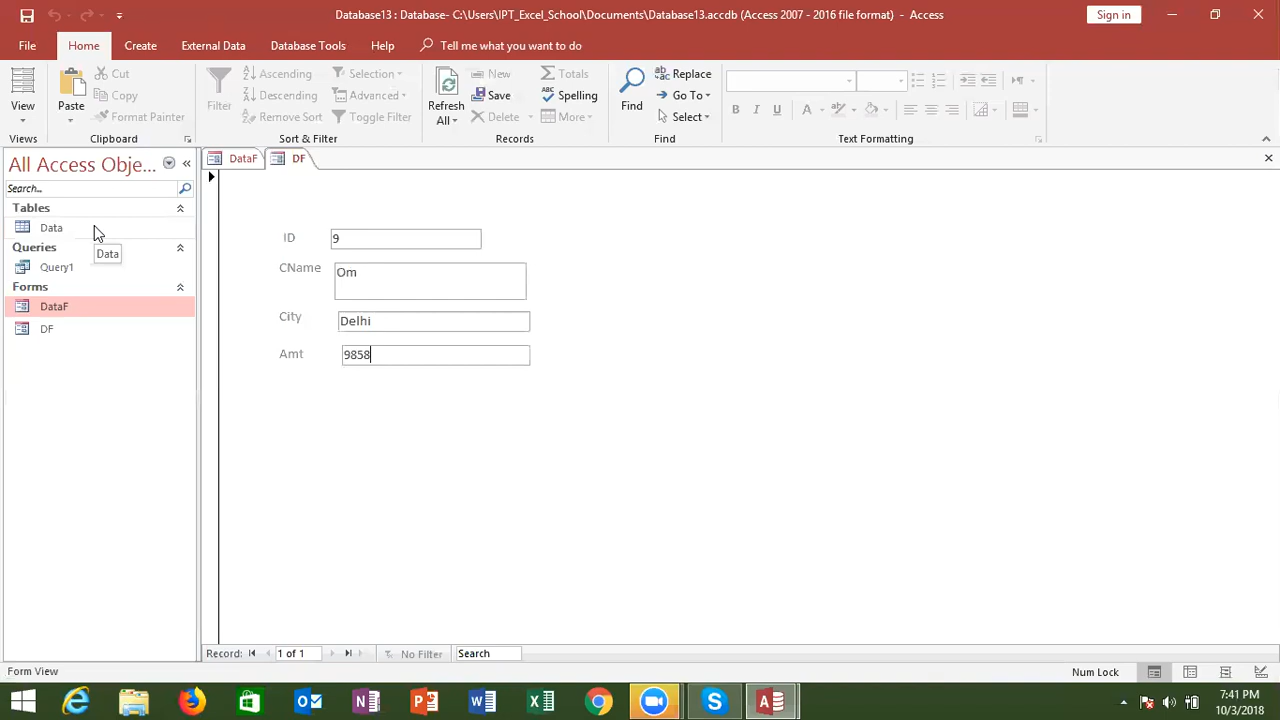 Database13 : Database- C:\Users\IPT_Excel_School\Documents\Database13.accdb (Access 2007 - 2016 file format) - Access
Sign in
File Home Create External Data Database Tools Help Tell me what you want to do
View
Views
Paste
Cut
Copy
Format Painter
Clipboard
Filter
Ascending
Descending
Remove Sort
Selection
Advanced
Toggle Filter
Sort & Filter
Refresh All
New
Save
Delete
Totals
Spelling
More
Records
Find
Replace
Go To
Select
Find
B I U A
Text Formatting
All Access Obje...
Search...
Tables
Data
Data
Queries
Query1
Forms
DataF
DF
DataF DF
ID 9
CName Om
City Delhi
Amt 9858
Record: 1 of 1 No Filter Search
Form View
Num Lock
7:41 PM
10/3/2018